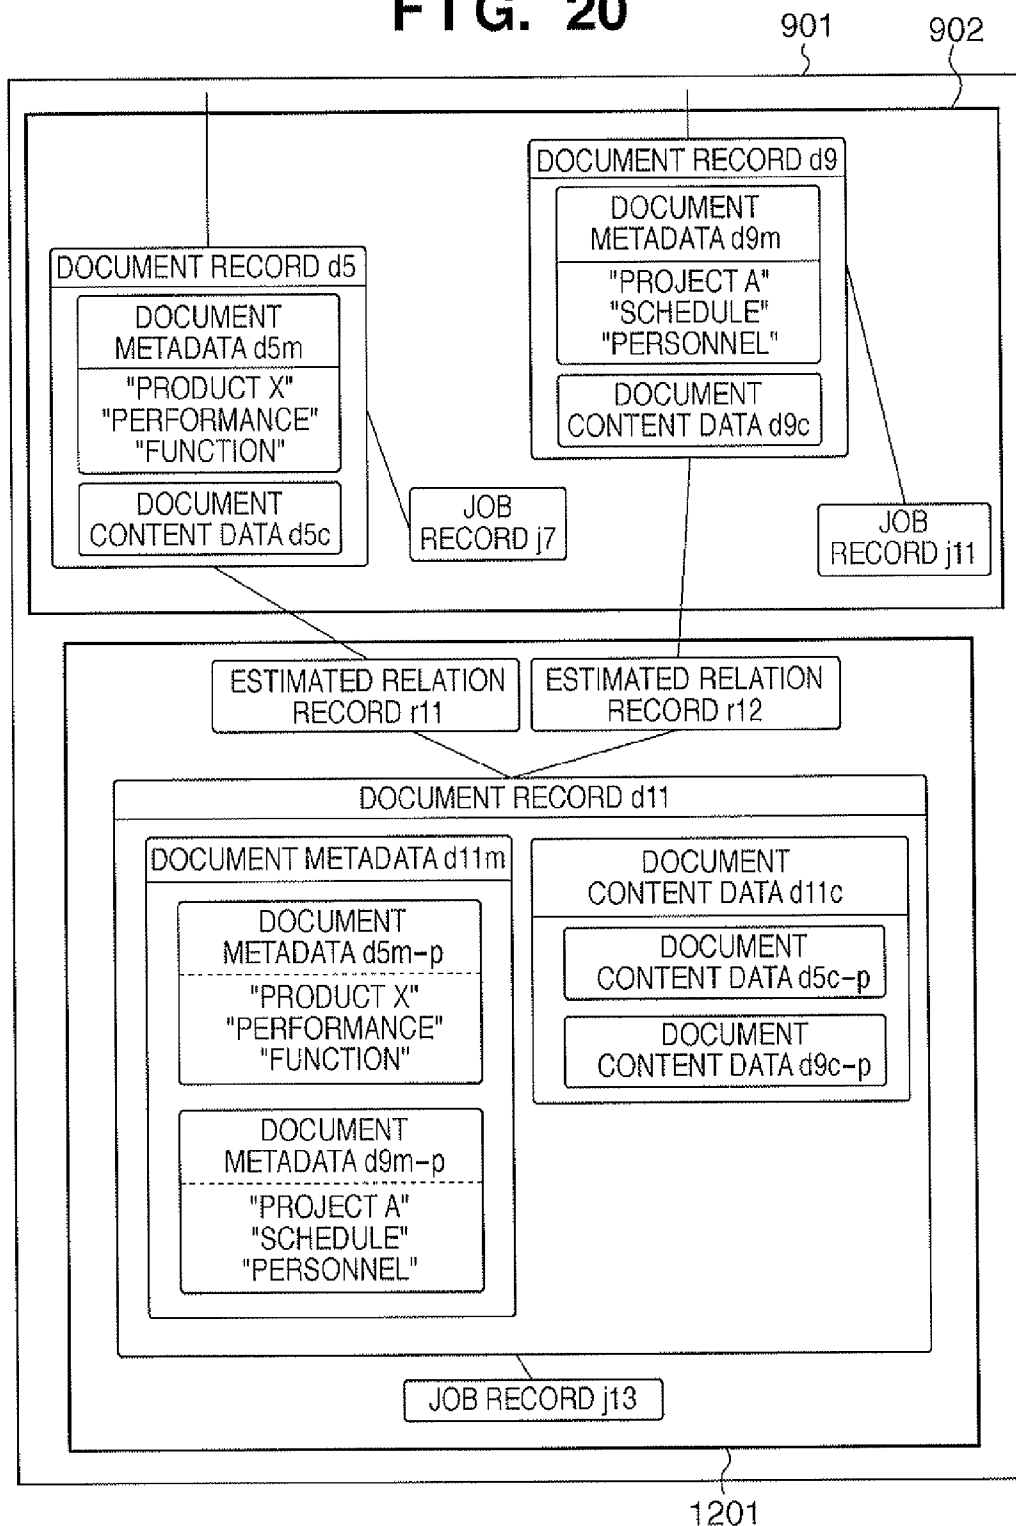 FIG. 20
901
902
DOCUMENT RECORD d9
DOCUMENT
METADATA d9m
"PROJECT A"
"SCHEDULE"
"PERSONNEL"
DOCUMENT
CONTENT DATA d9c
DOCUMENT RECORD d5
DOCUMENT
METADATA d5m
"PRODUCT X"
"PERFORMANCE"
"FUNCTION"
DOCUMENT
CONTENT DATA d5c
JOB
RECORD j7
JOB
RECORD j11
ESTIMATED RELATION
RECORD r11
ESTIMATED RELATION
RECORD r12
DOCUMENT RECORD d11
DOCUMENT METADATA d11m
DOCUMENT
METADATA d5m-p
"PRODUCT X"
"PERFORMANCE"
"FUNCTION"
DOCUMENT
METADATA d9m-p
"PROJECT A"
"SCHEDULE"
"PERSONNEL"
DOCUMENT
CONTENT DATA d11c
DOCUMENT
CONTENT DATA d5c-p
DOCUMENT
CONTENT DATA d9c-p
JOB RECORD j13
1201